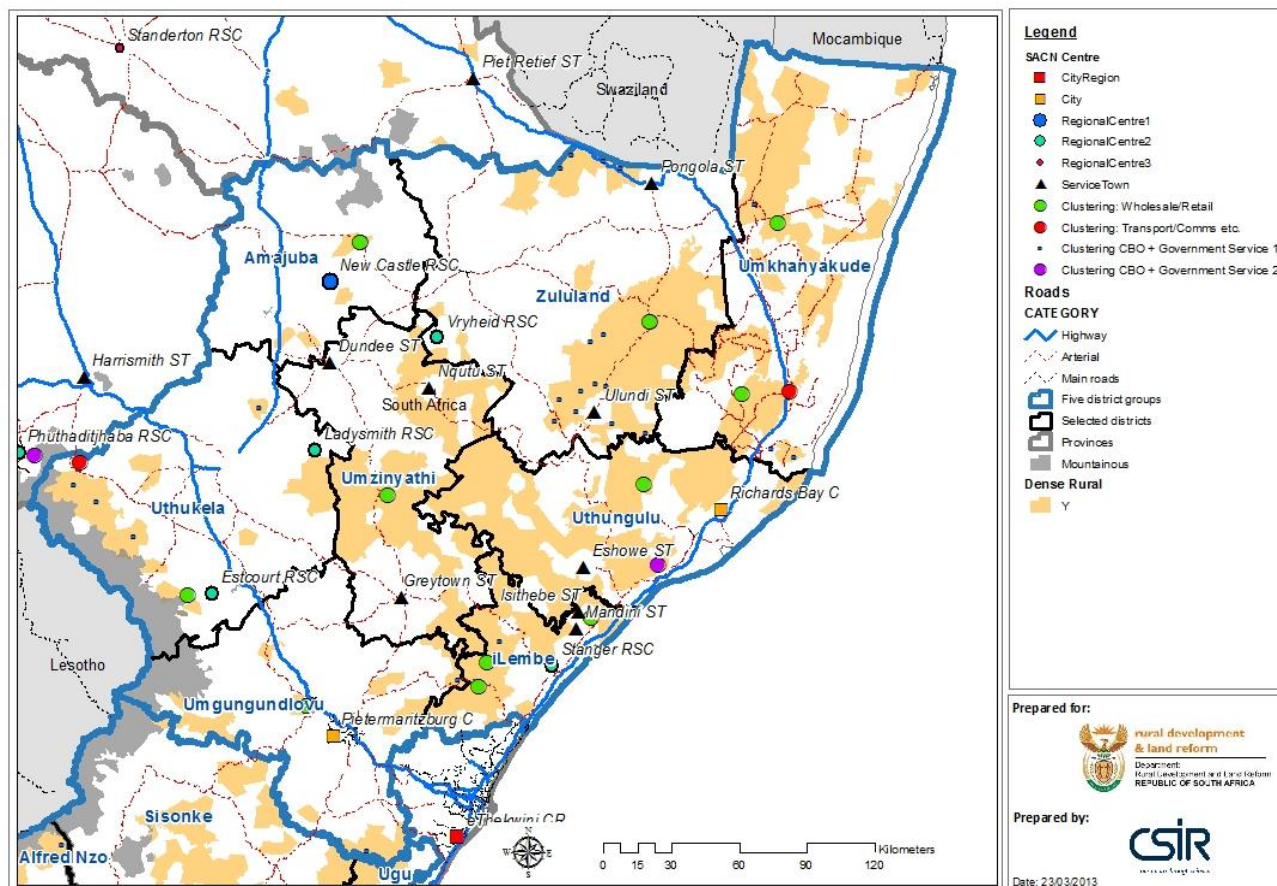 Standerton RSC
Mocambique
Piet Retief ST
Swaziland
Pongola ST
Amajuba
New Castle RSC
Umkhanyakude
Zululand
Vryheid RSC
Dundee ST
Harrismith ST
Nqutu ST
South Africa
Ulundi ST
Phuthaditjhaba RSC
Ladysmith RSC
Umzinyathi
Richards Bay C
Uthukela
Uthungulu
Eshowe ST
Estcourt RSC
Greytown ST
Isithebe ST
Mandini ST
Stanger RSC
iLembe
Lesotho
Umgungundlovu
Pietermaritzburg C
Sisonke
eThekwini CR
Alfred Nzo
Ugu
N
W
E
S
0 15 30 60 90 120
Kilometers
Legend
SACN Centre
CityRegion
City
RegionalCentre1
RegionalCentre2
RegionalCentre3
ServiceTown
Clustering: Wholesale/Retail
Clustering: Transport/Comms etc.
Clustering CBO + Government Service 1
Clustering CBO + Government Service 2
Roads
CATEGORY
Highway
Arterial
Main roads
Five district groups
Selected districts
Provinces
Mountainous
Dense Rural
Y
Prepared for:
rural development
& land reform
Department:
Rural Development and Land Reform
REPUBLIC OF SOUTH AFRICA
Prepared by:
CSIR
Date: 23/03/2013